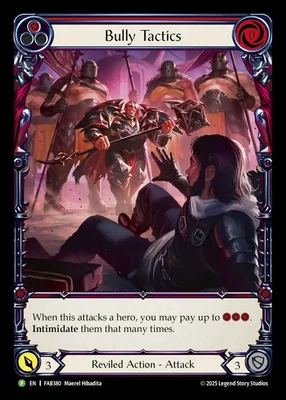 Bully Tactics
When this attacks a hero, you may pay up to
Intimidate them that many times.
3
Reviled Action - Attack
3
P EN | FAB380 Maerel Hibadita
© 2025 Legend Story Studios